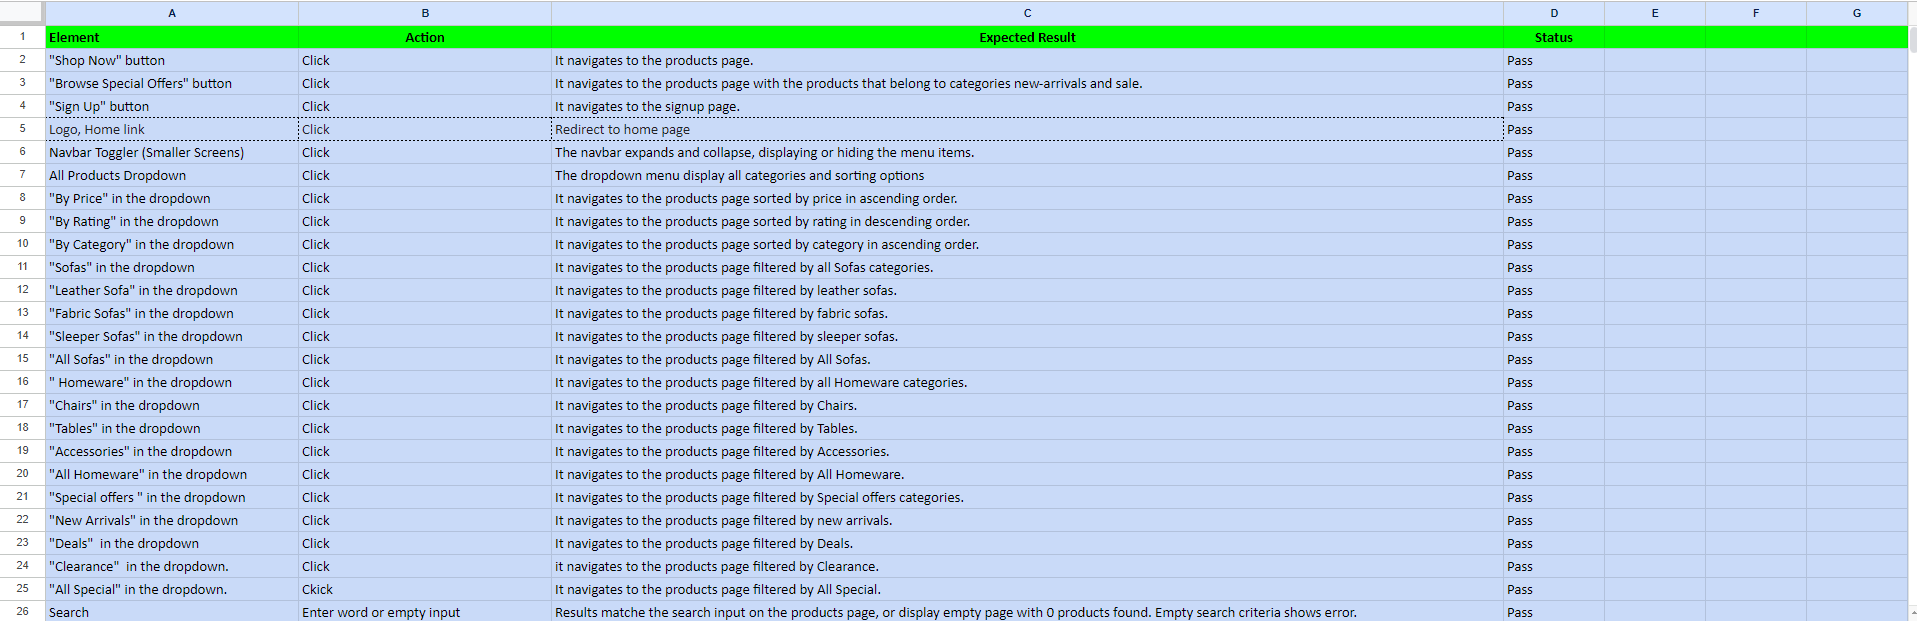 A B C D E F G
1 Element Action Expected Result Status
2 "Shop Now" button Click It navigates to the products page. Pass
3 "Browse Special Offers" button Click It navigates to the products page with the products that belong to categories new-arrivals and sale. Pass
4 "Sign Up" button Click It navigates to the signup page. Pass
5 Logo, Home link Click Redirect to home page Pass
6 Navbar Toggler (Smaller Screens) Click The navbar expands and collapse, displaying or hiding the menu items. Pass
7 All Products Dropdown Click The dropdown menu display all categories and sorting options Pass
8 "By Price" in the dropdown Click It navigates to the products page sorted by price in ascending order. Pass
9 "By Rating" in the dropdown Click It navigates to the products page sorted by rating in descending order. Pass
10 "By Category" in the dropdown Click It navigates to the products page sorted by category in ascending order. Pass
11 "Sofas" in the dropdown Click It navigates to the products page filtered by all Sofas categories. Pass
12 "Leather Sofa" in the dropdown Click It navigates to the products page filtered by leather sofas. Pass
13 "Fabric Sofas" in the dropdown Click It navigates to the products page filtered by fabric sofas. Pass
14 "Sleeper Sofas" in the dropdown Click It navigates to the products page filtered by sleeper sofas. Pass
15 "All Sofas" in the dropdown Click It navigates to the products page filtered by All Sofas. Pass
16 " Homeware" in the dropdown Click It navigates to the products page filtered by all Homeware categories. Pass
17 "Chairs" in the dropdown Click It navigates to the products page filtered by Chairs. Pass
18 "Tables" in the dropdown Click It navigates to the products page filtered by Tables. Pass
19 "Accessories" in the dropdown Click It navigates to the products page filtered by Accessories. Pass
20 "All Homeware" in the dropdown Click It navigates to the products page filtered by All Homeware. Pass
21 "Special offers " in the dropdown Click It navigates to the products page filtered by Special offers categories. Pass
22 "New Arrivals" in the dropdown Click It navigates to the products page filtered by new arrivals. Pass
23 "Deals"  in the dropdown Click It navigates to the products page filtered by Deals. Pass
24 "Clearance"  in the dropdown. Click it navigates to the products page filtered by Clearance. Pass
25 "All Special" in the dropdown. Ckick It navigates to the products page filtered by All Special. Pass
26 Search Enter word or empty input Results matche the search input on the products page, or display empty page with 0 products found. Empty search criteria shows error. Pass